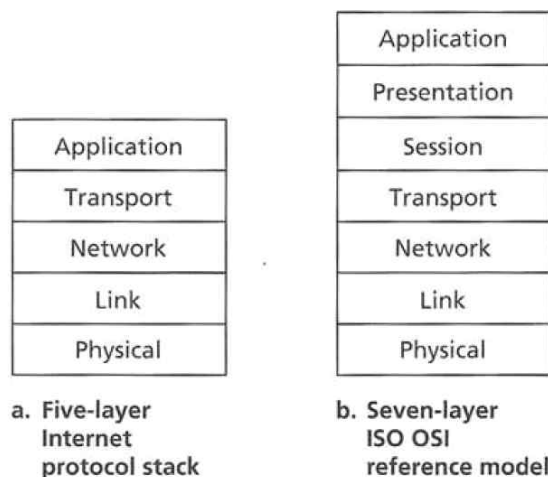 Application
Transport
Network
Link
Physical
a. Five-layer
Internet
protocol stack
Application
Presentation
Session
Transport
Network
Link
Physical
b. Seven-layer
ISO OSI
reference model